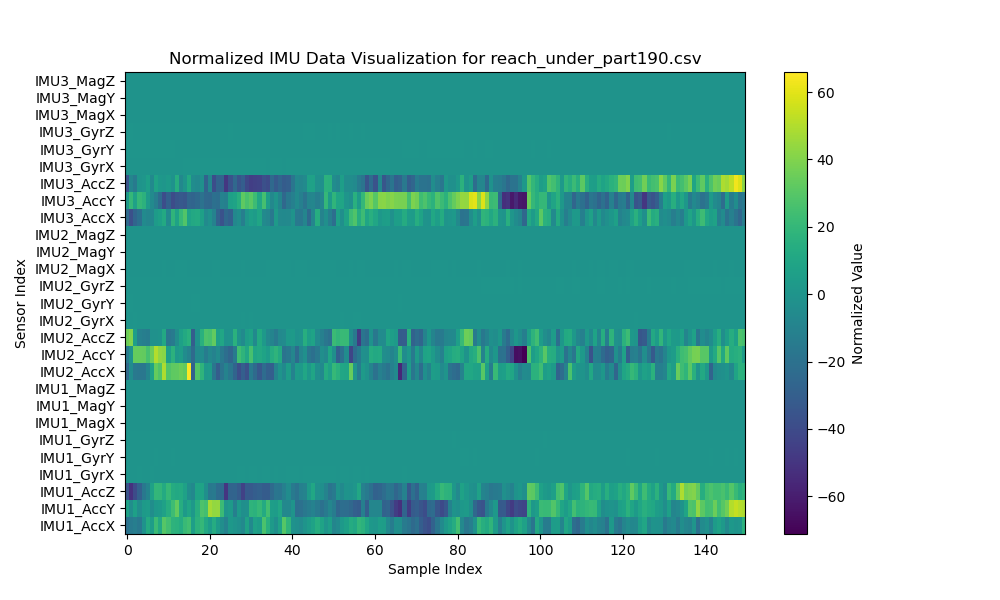 Normalized IMU Data Visualization for reach_under_part190.csv
IMU3_MagZ
IMU3_MagY
IMU3_MagX
IMU3_GyrZ
IMU3_GyrY
IMU3_GyrX
IMU3_AccZ
IMU3_AccY
IMU3_AccX
IMU2_MagZ
IMU2_MagY
IMU2_MagX
IMU2_GyrZ
IMU2_GyrY
IMU2_GyrX
IMU2_AccZ
IMU2_AccY
IMU2_AccX
IMU1_MagZ
IMU1_MagY
IMU1_MagX
IMU1_GyrZ
IMU1_GyrY
IMU1_GyrX
IMU1_AccZ
IMU1_AccY
IMU1_AccX
Sensor Index
0 20 40 60 80 100 120 140
Sample Index
60
40
20
0
−20
−40
−60
Normalized Value